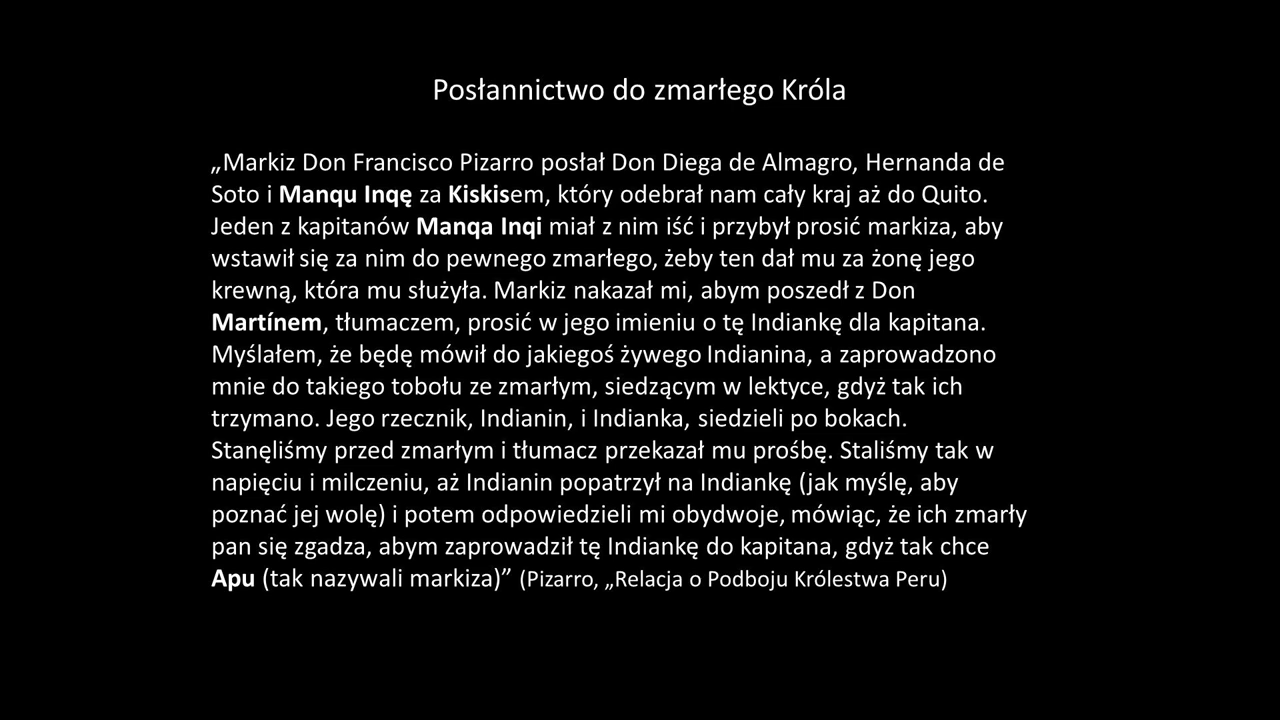 Posłannictwo do zmarłego Króla
„Markiz Don Francisco Pizarro posłał Don Diega de Almagro, Hernanda de
Soto i Manqu Inqę za Kiskisem, który odebrał nam cały kraj aż do Quito.
Jeden z kapitanów Manqa Inqi miał z nim iść i przybył prosić markiza, aby
wstawił się za nim do pewnego zmarłego, żeby ten dał mu za żonę jego
krewną, która mu służyła. Markiz nakazał mi, abym poszedł z Don
Martínem, tłumaczem, prosić w jego imieniu o tę Indiankę dla kapitana.
Myślałem, że będę mówił do jakiegoś żywego Indianina, a zaprowadzono
mnie do takiego tobołu ze zmarłym, siedzącym w lektyce, gdyż tak ich
trzymano. Jego rzecznik, Indianin, i Indianka, siedzieli po bokach.
Stanęliśmy przed zmarłym i tłumacz przekazał mu prośbę. Staliśmy tak w
napięciu i milczeniu, aż Indianin popatrzył na Indiankę (jak myślę, aby
poznać jej wolę) i potem odpowiedzieli mi obydwoje, mówiąc, że ich zmarły
pan się zgadza, abym zaprowadził tę Indiankę do kapitana, gdyż tak chce
Apu (tak nazywali markiza)” (Pizarro, „Relacja o Podboju Królestwa Peru)